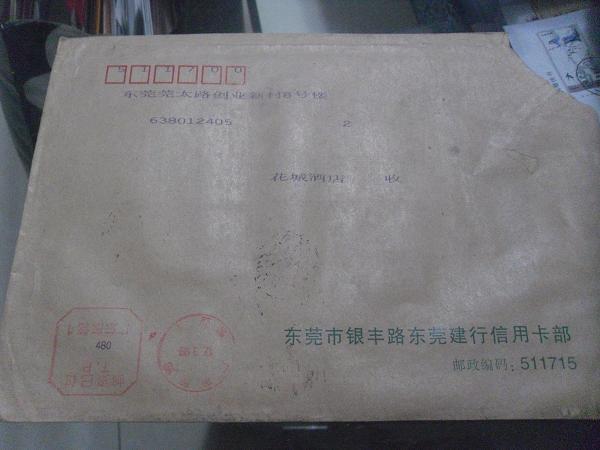 511700
东莞莞太路创业新村8号楼
638012405 2
花城酒店 收
东莞市银丰路东莞建行信用卡部
邮政编码：511715
480
T.P